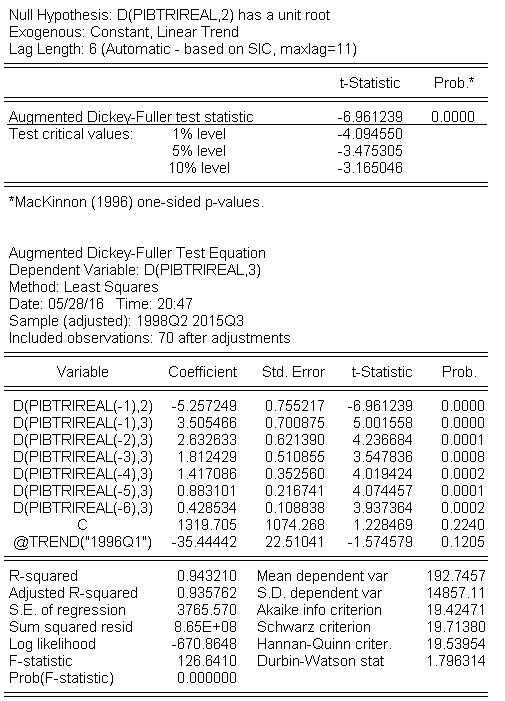 Null Hypothesis: D(PIBTRIREAL,2) has a unit root
Exogenous: Constant, Linear Trend
Lag Length: 6 (Automatic - based on SIC, maxlag=11)
t-Statistic Prob.*
Augmented Dickey-Fuller test statistic -6.961239 0.0000
Test critical values: 1% level -4.094550
5% level -3.475305
10% level -3.165046
*MacKinnon (1996) one-sided p-values.
Augmented Dickey-Fuller Test Equation
Dependent Variable: D(PIBTRIREAL,3)
Method: Least Squares
Date: 05/28/16 Time: 20:47
Sample (adjusted): 1998Q2 2015Q3
Included observations: 70 after adjustments
Variable Coefficient Std. Error t-Statistic Prob.
D(PIBTRIREAL(-1),2) -5.257249 0.755217 -6.961239 0.0000
D(PIBTRIREAL(-1),3) 3.505466 0.700875 5.001558 0.0000
D(PIBTRIREAL(-2),3) 2.632633 0.621390 4.236684 0.0001
D(PIBTRIREAL(-3),3) 1.812429 0.510855 3.547836 0.0008
D(PIBTRIREAL(-4),3) 1.417086 0.352560 4.019424 0.0002
D(PIBTRIREAL(-5),3) 0.883101 0.216741 4.074457 0.0001
D(PIBTRIREAL(-6),3) 0.428534 0.108838 3.937364 0.0002
C 1319.705 1074.268 1.228469 0.2240
@TREND("1996Q1") -35.44442 22.51041 -1.574579 0.1205
R-squared 0.943210 Mean dependent var 192.7457
Adjusted R-squared 0.935762 S.D. dependent var 14857.11
S.E. of regression 3765.570 Akaike info criterion 19.42471
Sum squared resid 8.65E+08 Schwarz criterion 19.71380
Log likelihood -670.8648 Hannan-Quinn criter. 19.53954
F-statistic 126.6410 Durbin-Watson stat 1.796314
Prob(F-statistic) 0.000000